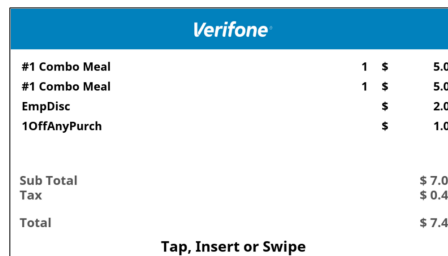 Verifone
#1 Combo Meal 1 $ 5.0
#1 Combo Meal 1 $ 5.0
EmpDisc $ 2.0
1OffAnyPurch $ 1.0
Sub Total $ 7.0
Tax $ 0.4
Total $ 7.4
Tap, Insert or Swipe